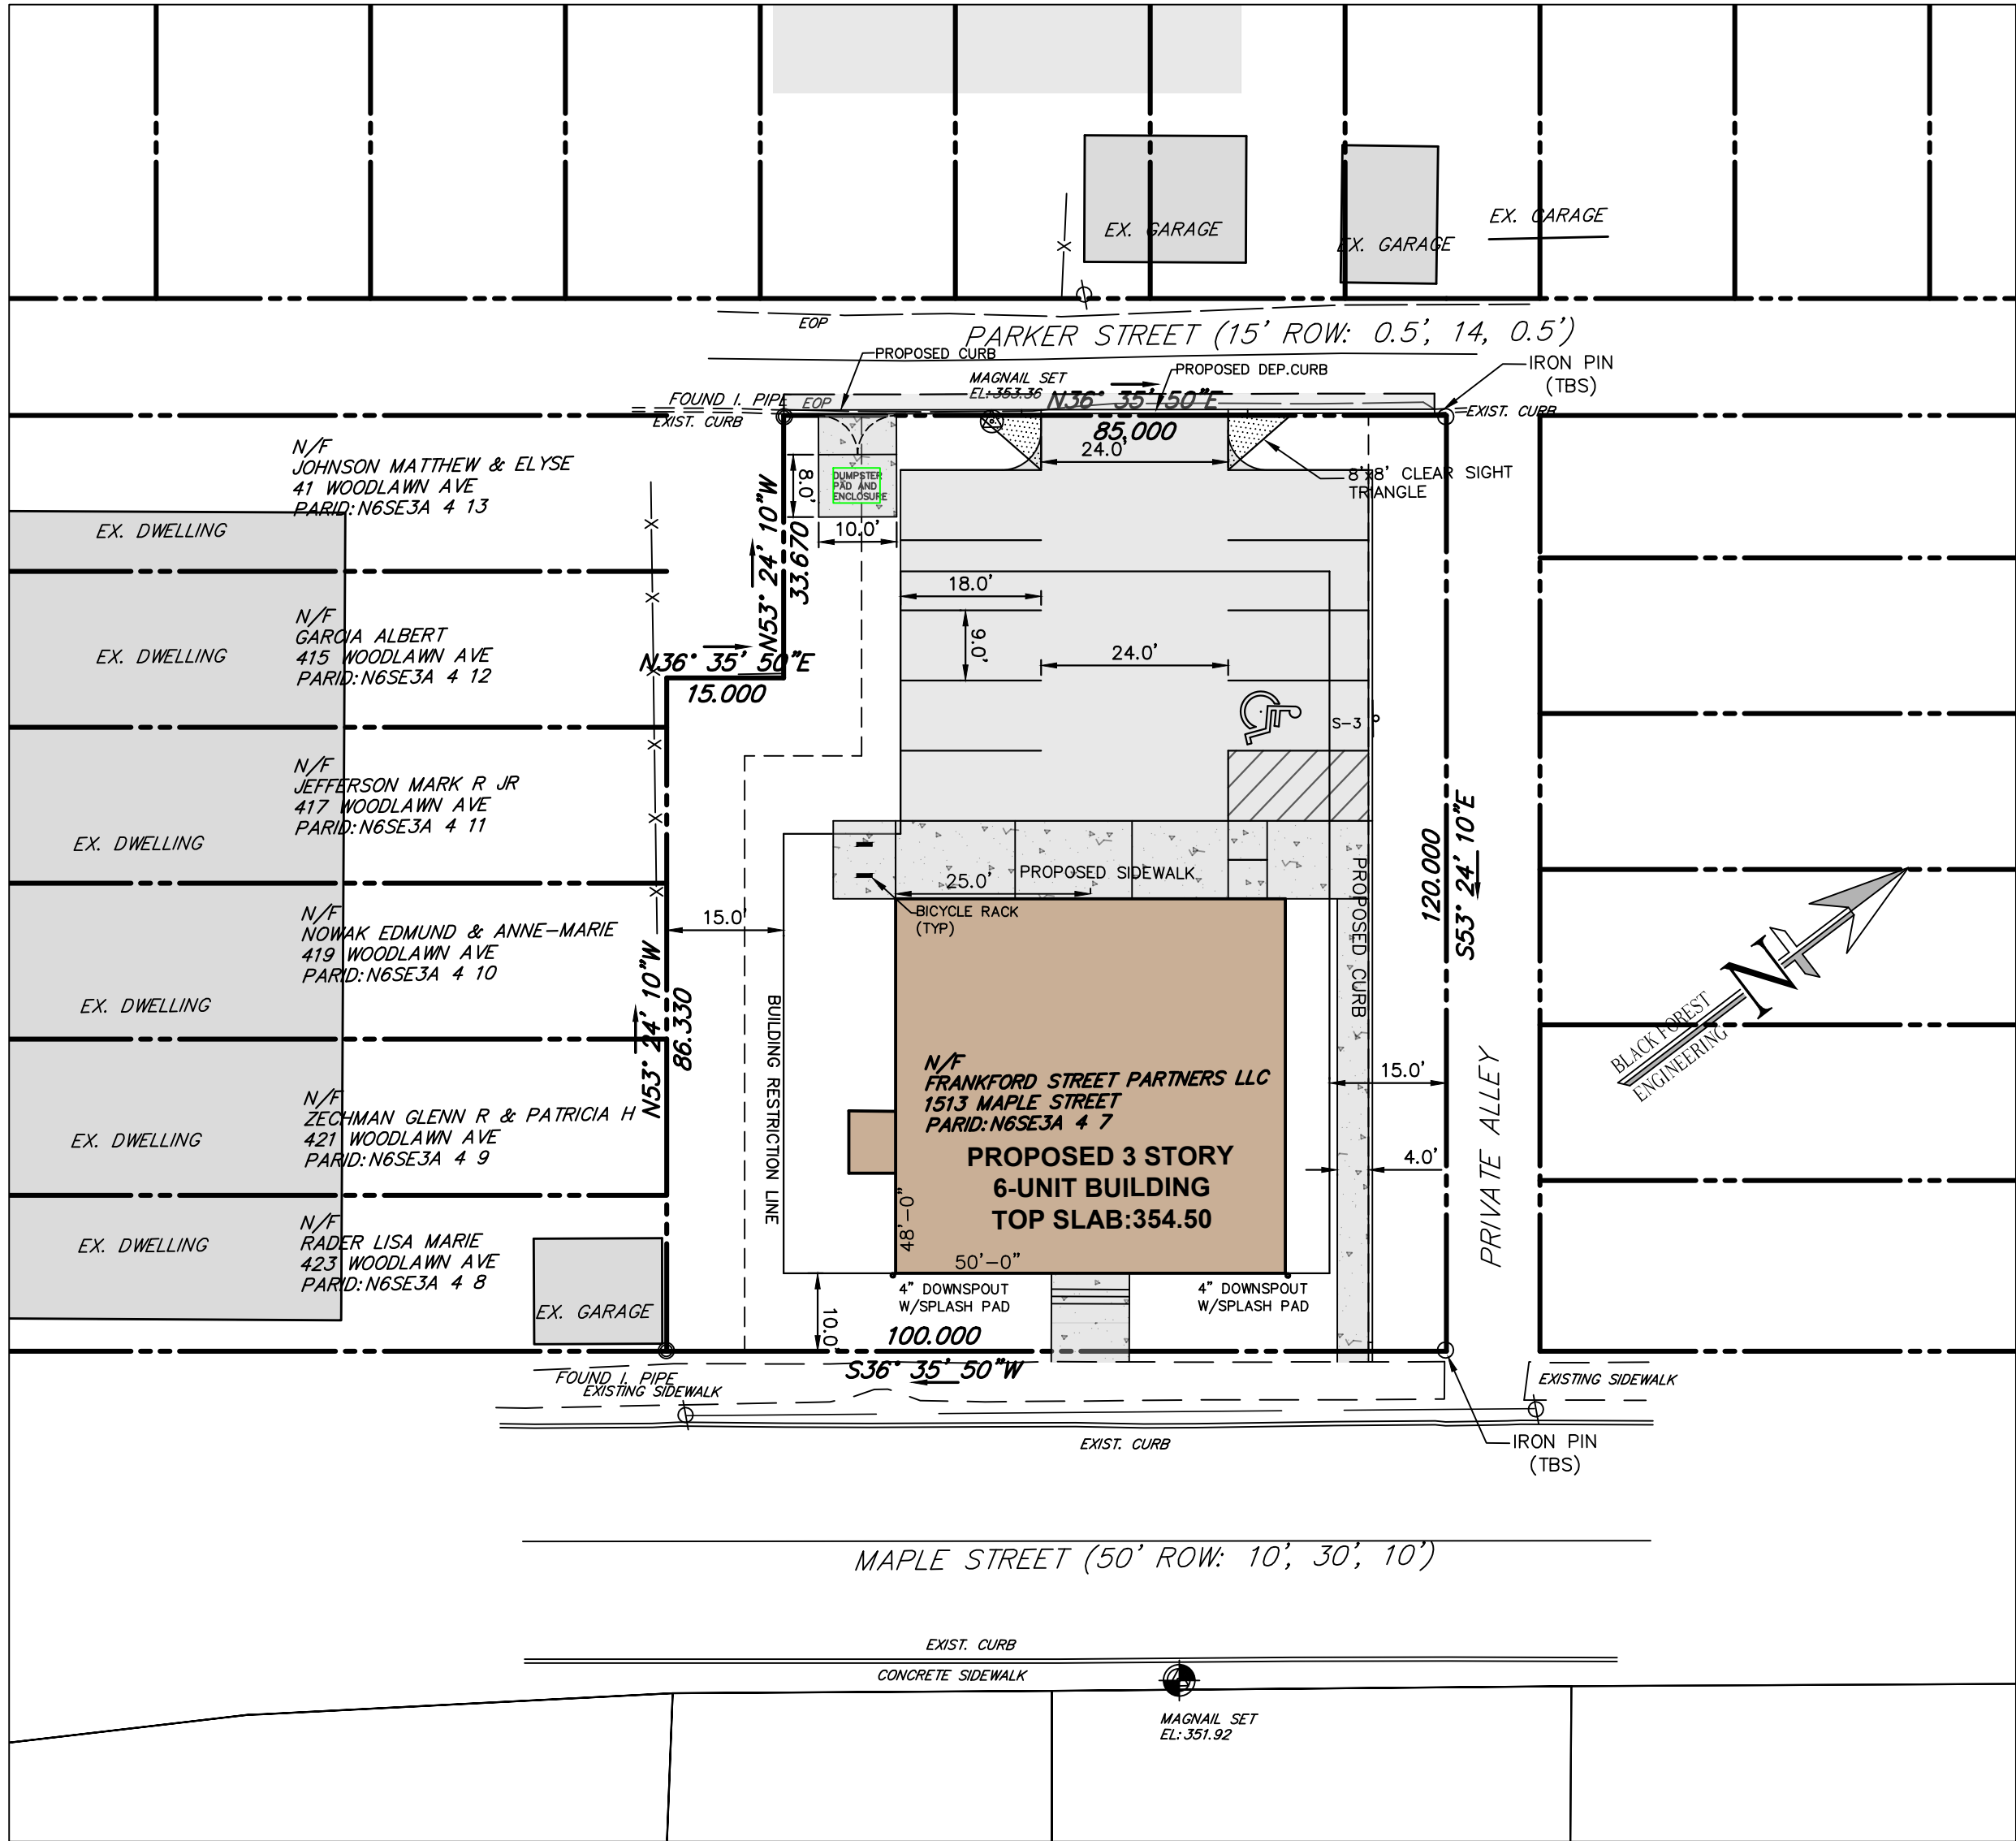 EX. GARAGE
EX. GARAGE
EX. GARAGE
EOP
PARKER STREET (15' ROW: 0.5', 14, 0.5')
PROPOSED CURB
PROPOSED DEP.CURB
IRON PIN
(TBS)
MAGNAIL SET
EL:353.36
FOUND I. PIPE
EOP
N36° 35' 50"E
85.000
EXIST. CURB
EXIST. CURB
24.0'
8'x8' CLEAR SIGHT
TRIANGLE
N/F
JOHNSON MATTHEW & ELYSE
41 WOODLAWN AVE
PARID:N6SE3A 4 13
EX. DWELLING
DUMPSTER
PAD AND
ENCLOSURE
8.0'
10.0'
N53° 24' 10"W
33.670
18.0'
9.0'
24.0'
N/F
GARCIA ALBERT
415 WOODLAWN AVE
PARID:N6SE3A 4 12
EX. DWELLING
N36° 35' 50"E
15.000
S-3
N/F
JEFFERSON MARK R JR
417 WOODLAWN AVE
PARID:N6SE3A 4 11
EX. DWELLING
PROPOSED SIDEWALK
25.0'
BICYCLE RACK
(TYP)
PROPOSED CURB
120.000
S53° 24' 10"E
N/F
NOWAK EDMUND & ANNE-MARIE
419 WOODLAWN AVE
PARID:N6SE3A 4 10
EX. DWELLING
15.0'
N53° 24' 10"W
86.330
BUILDING RESTRICTION LINE
N
BLACK FOREST
ENGINEERING
N/F
FRANKFORD STREET PARTNERS LLC
1513 MAPLE STREET
PARID:N6SE3A 4 7
PROPOSED 3 STORY
6-UNIT BUILDING
TOP SLAB:354.50
48'-0"
50'-0"
15.0'
4.0'
PRIVATE ALLEY
N/F
ZECHMAN GLENN R & PATRICIA H
421 WOODLAWN AVE
PARID:N6SE3A 4 9
EX. DWELLING
N/F
RADER LISA MARIE
423 WOODLAWN AVE
PARID:N6SE3A 4 8
EX. DWELLING
EX. GARAGE
4" DOWNSPOUT
W/SPLASH PAD
4" DOWNSPOUT
W/SPLASH PAD
10.0'
100.000
S36° 35' 50"W
FOUND I. PIPE
EXISTING SIDEWALK
EXISTING SIDEWALK
EXIST. CURB
IRON PIN
(TBS)
MAPLE STREET (50' ROW: 10', 30', 10')
EXIST. CURB
CONCRETE SIDEWALK
MAGNAIL SET
EL:351.92